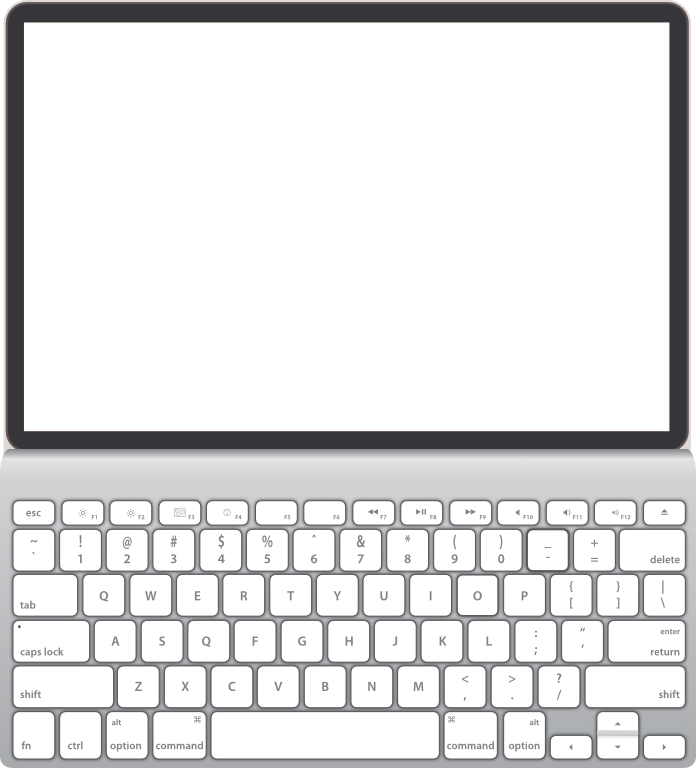 esc F1 F2 F3 F4 F5 F6 F7 F8 F9 F10 F11 F12
~ ! @ # $ % ˆ & * ( ) _ +
` 1 2 3 4 5 6 7 8 9 0 - = delete
tab Q W E R T Y U I O P { [ } ] | \
caps lock A S Q F G H J K L : ; “ ‘ enter return
shift Z X C V B N M < , > . ? / shift
fn ctrl alt option ⌘ command ⌘ command alt option